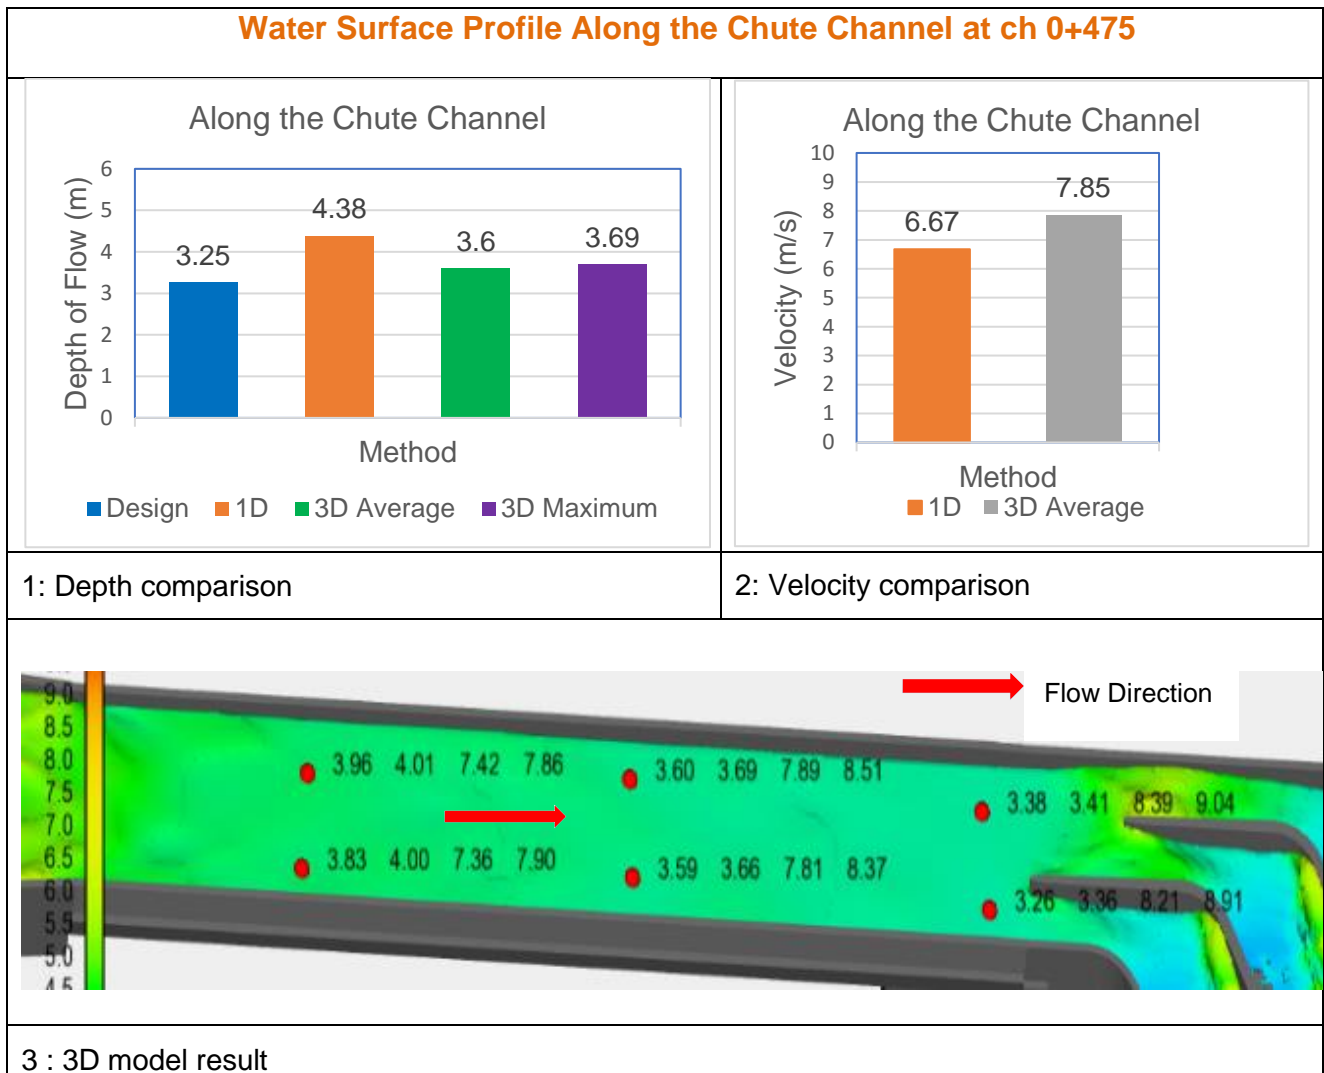 Water Surface Profile Along the Chute Channel at ch 0+475
Along the Chute Channel
Depth of Flow (m)
6
5
4
3
2
1
0
3.25
4.38
3.6
3.69
Method
Design 1D 3D Average 3D Maximum
Along the Chute Channel
Velocity (m/s)
10
9
8
7
6
5
4
3
2
1
0
6.67
7.85
Method
1D 3D Average
1: Depth comparison
2: Velocity comparison
Flow Direction
9.0
8.5
8.0
7.5
7.0
6.5
6.0
5.5
5.0
4.5
3.96 4.01 7.42 7.86
3.60 3.69 7.89 8.51
3.38 3.41 8.39 9.04
3.83 4.00 7.36 7.90
3.59 3.66 7.81 8.37
3.26 3.36 8.21 8.91
3 : 3D model result